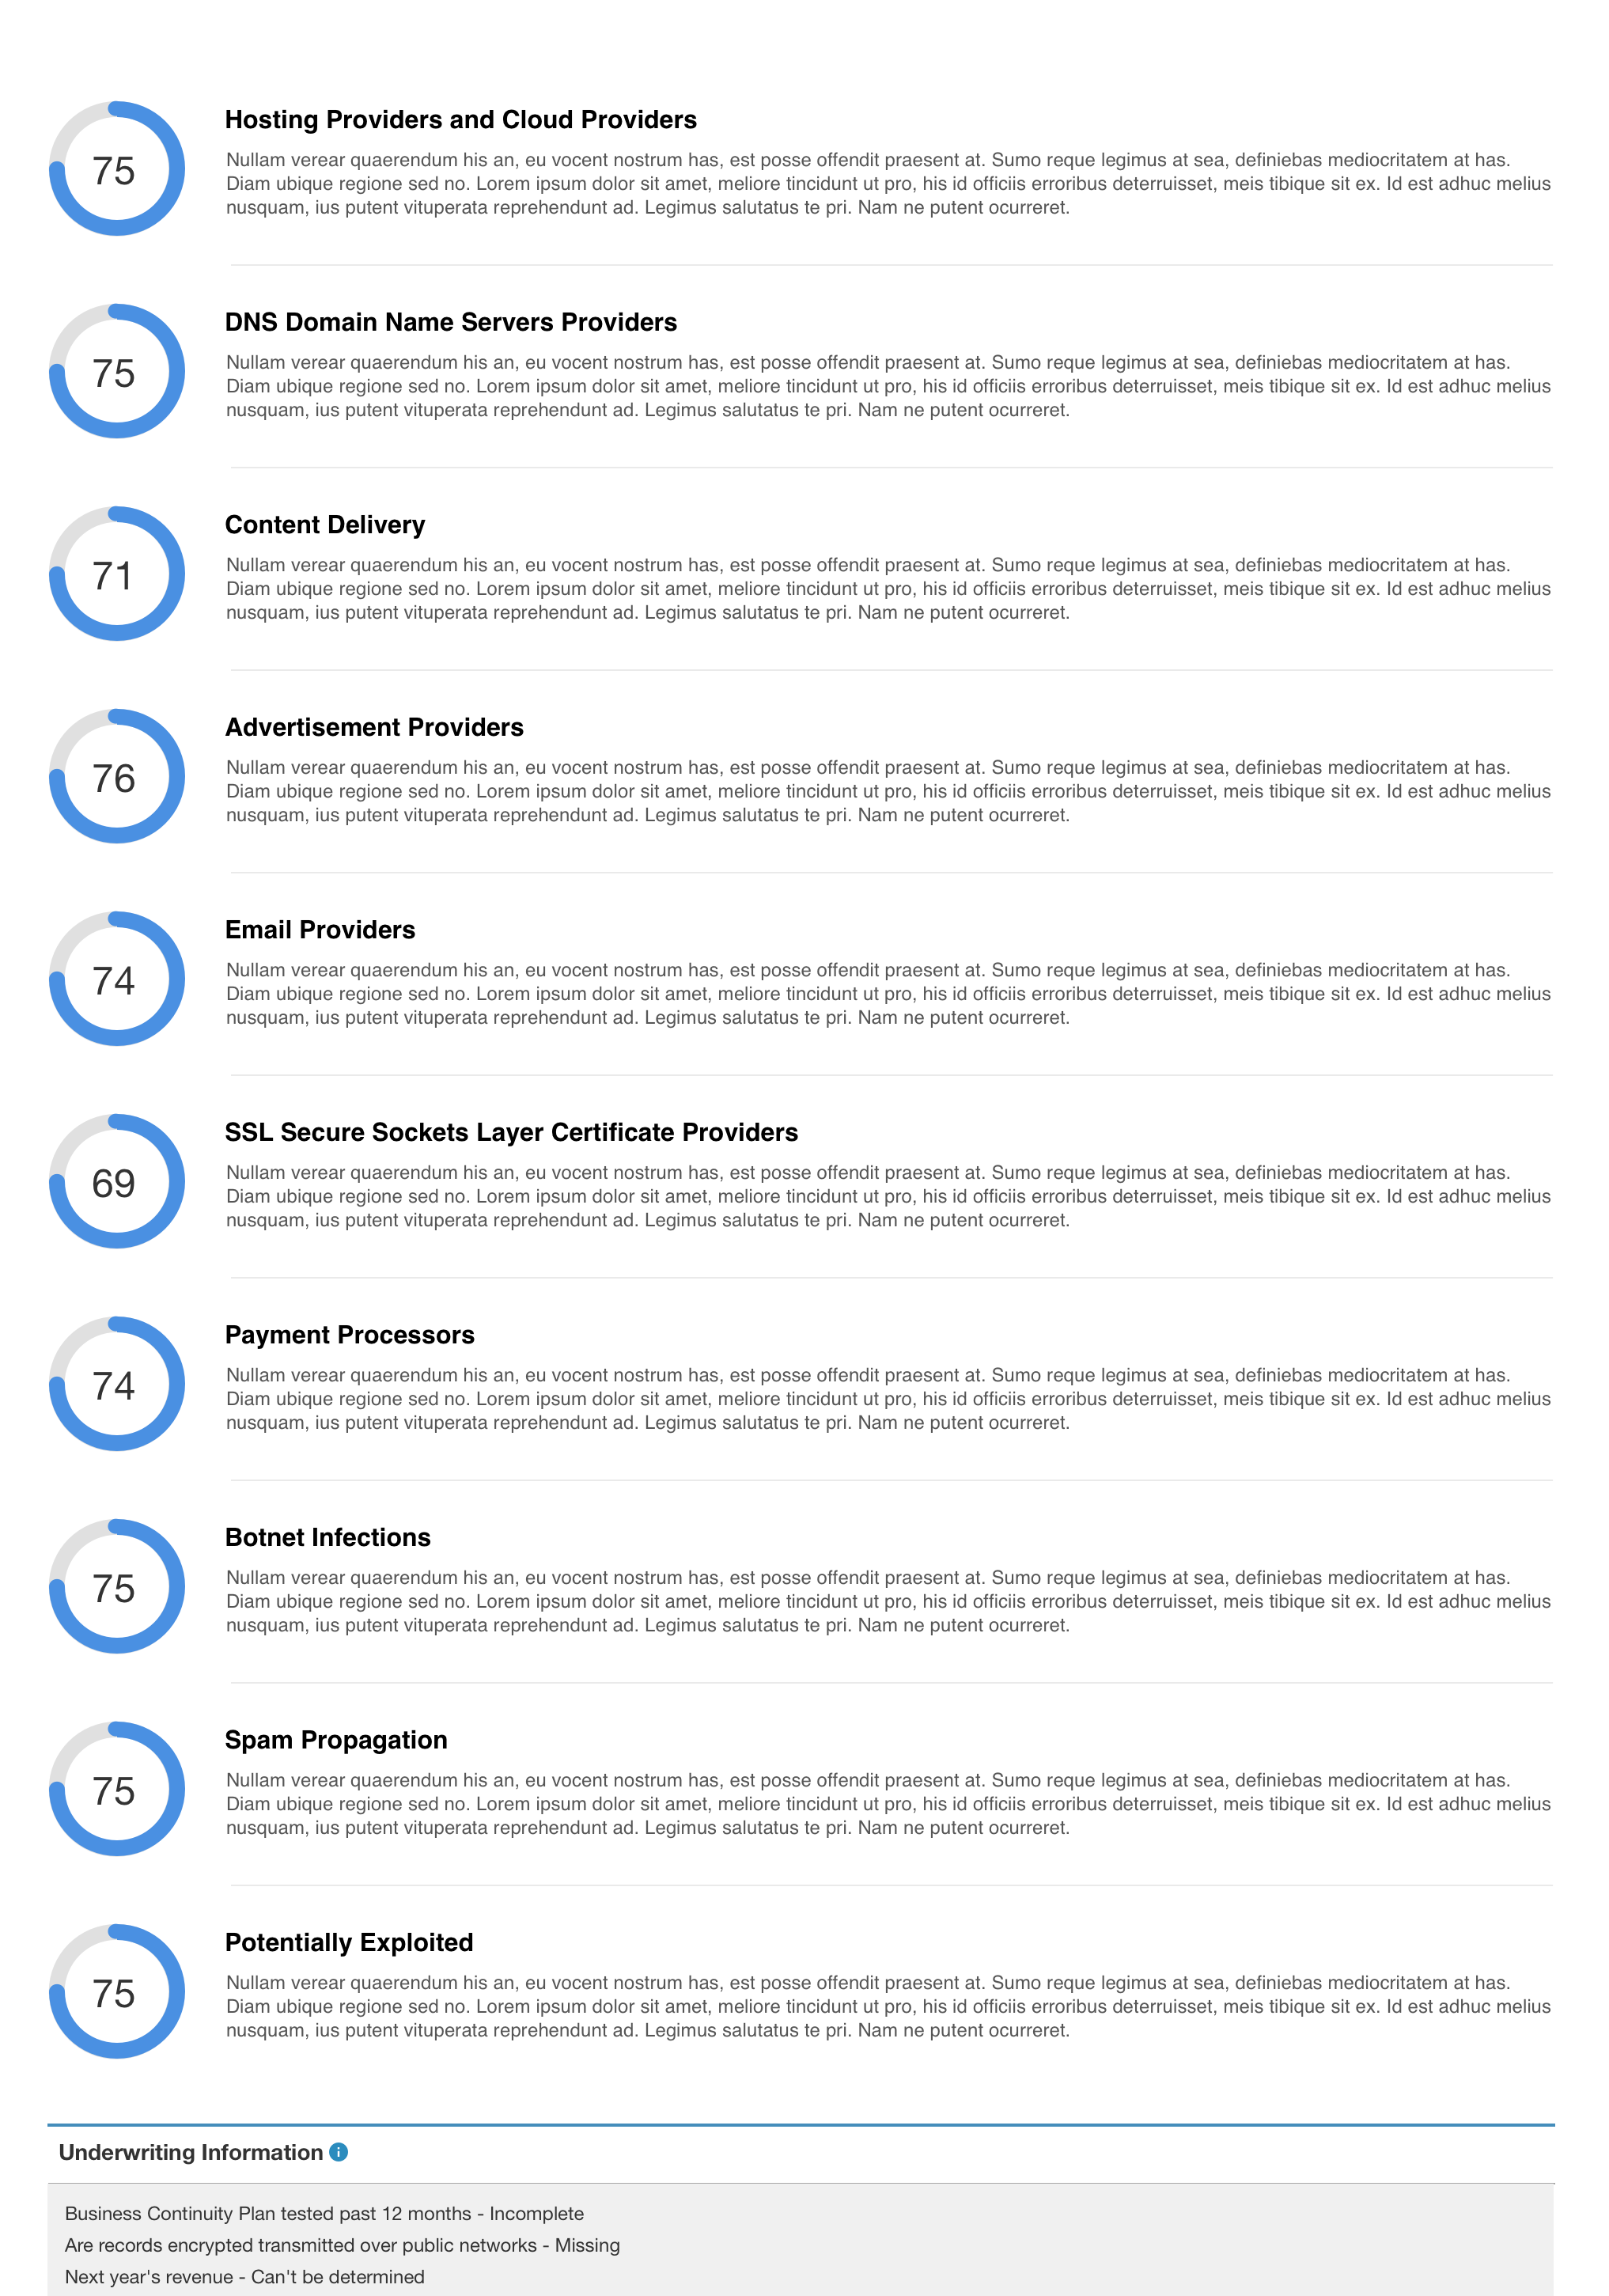 75
Hosting Providers and Cloud Providers
Nullam verear quaerendum his an, eu vocent nostrum has, est posse offendit praesent at. Sumo reque legimus at sea, definiebas mediocritatem at has.
Diam ubique regione sed no. Lorem ipsum dolor sit amet, meliore tincidunt ut pro, his id officiis erroribus deterruisset, meis tibique sit ex. Id est adhuc melius
nusquam, ius putent vituperata reprehendunt ad. Legimus salutatus te pri. Nam ne putent ocurreret.
75
DNS Domain Name Servers Providers
Nullam verear quaerendum his an, eu vocent nostrum has, est posse offendit praesent at. Sumo reque legimus at sea, definiebas mediocritatem at has.
Diam ubique regione sed no. Lorem ipsum dolor sit amet, meliore tincidunt ut pro, his id officiis erroribus deterruisset, meis tibique sit ex. Id est adhuc melius
nusquam, ius putent vituperata reprehendunt ad. Legimus salutatus te pri. Nam ne putent ocurreret.
71
Content Delivery
Nullam verear quaerendum his an, eu vocent nostrum has, est posse offendit praesent at. Sumo reque legimus at sea, definiebas mediocritatem at has.
Diam ubique regione sed no. Lorem ipsum dolor sit amet, meliore tincidunt ut pro, his id officiis erroribus deterruisset, meis tibique sit ex. Id est adhuc melius
nusquam, ius putent vituperata reprehendunt ad. Legimus salutatus te pri. Nam ne putent ocurreret.
76
Advertisement Providers
Nullam verear quaerendum his an, eu vocent nostrum has, est posse offendit praesent at. Sumo reque legimus at sea, definiebas mediocritatem at has.
Diam ubique regione sed no. Lorem ipsum dolor sit amet, meliore tincidunt ut pro, his id officiis erroribus deterruisset, meis tibique sit ex. Id est adhuc melius
nusquam, ius putent vituperata reprehendunt ad. Legimus salutatus te pri. Nam ne putent ocurreret.
74
Email Providers
Nullam verear quaerendum his an, eu vocent nostrum has, est posse offendit praesent at. Sumo reque legimus at sea, definiebas mediocritatem at has.
Diam ubique regione sed no. Lorem ipsum dolor sit amet, meliore tincidunt ut pro, his id officiis erroribus deterruisset, meis tibique sit ex. Id est adhuc melius
nusquam, ius putent vituperata reprehendunt ad. Legimus salutatus te pri. Nam ne putent ocurreret.
69
SSL Secure Sockets Layer Certificate Providers
Nullam verear quaerendum his an, eu vocent nostrum has, est posse offendit praesent at. Sumo reque legimus at sea, definiebas mediocritatem at has.
Diam ubique regione sed no. Lorem ipsum dolor sit amet, meliore tincidunt ut pro, his id officiis erroribus deterruisset, meis tibique sit ex. Id est adhuc melius
nusquam, ius putent vituperata reprehendunt ad. Legimus salutatus te pri. Nam ne putent ocurreret.
74
Payment Processors
Nullam verear quaerendum his an, eu vocent nostrum has, est posse offendit praesent at. Sumo reque legimus at sea, definiebas mediocritatem at has.
Diam ubique regione sed no. Lorem ipsum dolor sit amet, meliore tincidunt ut pro, his id officiis erroribus deterruisset, meis tibique sit ex. Id est adhuc melius
nusquam, ius putent vituperata reprehendunt ad. Legimus salutatus te pri. Nam ne putent ocurreret.
75
Botnet Infections
Nullam verear quaerendum his an, eu vocent nostrum has, est posse offendit praesent at. Sumo reque legimus at sea, definiebas mediocritatem at has.
Diam ubique regione sed no. Lorem ipsum dolor sit amet, meliore tincidunt ut pro, his id officiis erroribus deterruisset, meis tibique sit ex. Id est adhuc melius
nusquam, ius putent vituperata reprehendunt ad. Legimus salutatus te pri. Nam ne putent ocurreret.
75
Spam Propagation
Nullam verear quaerendum his an, eu vocent nostrum has, est posse offendit praesent at. Sumo reque legimus at sea, definiebas mediocritatem at has.
Diam ubique regione sed no. Lorem ipsum dolor sit amet, meliore tincidunt ut pro, his id officiis erroribus deterruisset, meis tibique sit ex. Id est adhuc melius
nusquam, ius putent vituperata reprehendunt ad. Legimus salutatus te pri. Nam ne putent ocurreret.
75
Potentially Exploited
Nullam verear quaerendum his an, eu vocent nostrum has, est posse offendit praesent at. Sumo reque legimus at sea, definiebas mediocritatem at has.
Diam ubique regione sed no. Lorem ipsum dolor sit amet, meliore tincidunt ut pro, his id officiis erroribus deterruisset, meis tibique sit ex. Id est adhuc melius
nusquam, ius putent vituperata reprehendunt ad. Legimus salutatus te pri. Nam ne putent ocurreret.
Underwriting Information i
Business Continuity Plan tested past 12 months - Incomplete
Are records encrypted transmitted over public networks - Missing
Next year's revenue - Can't be determined